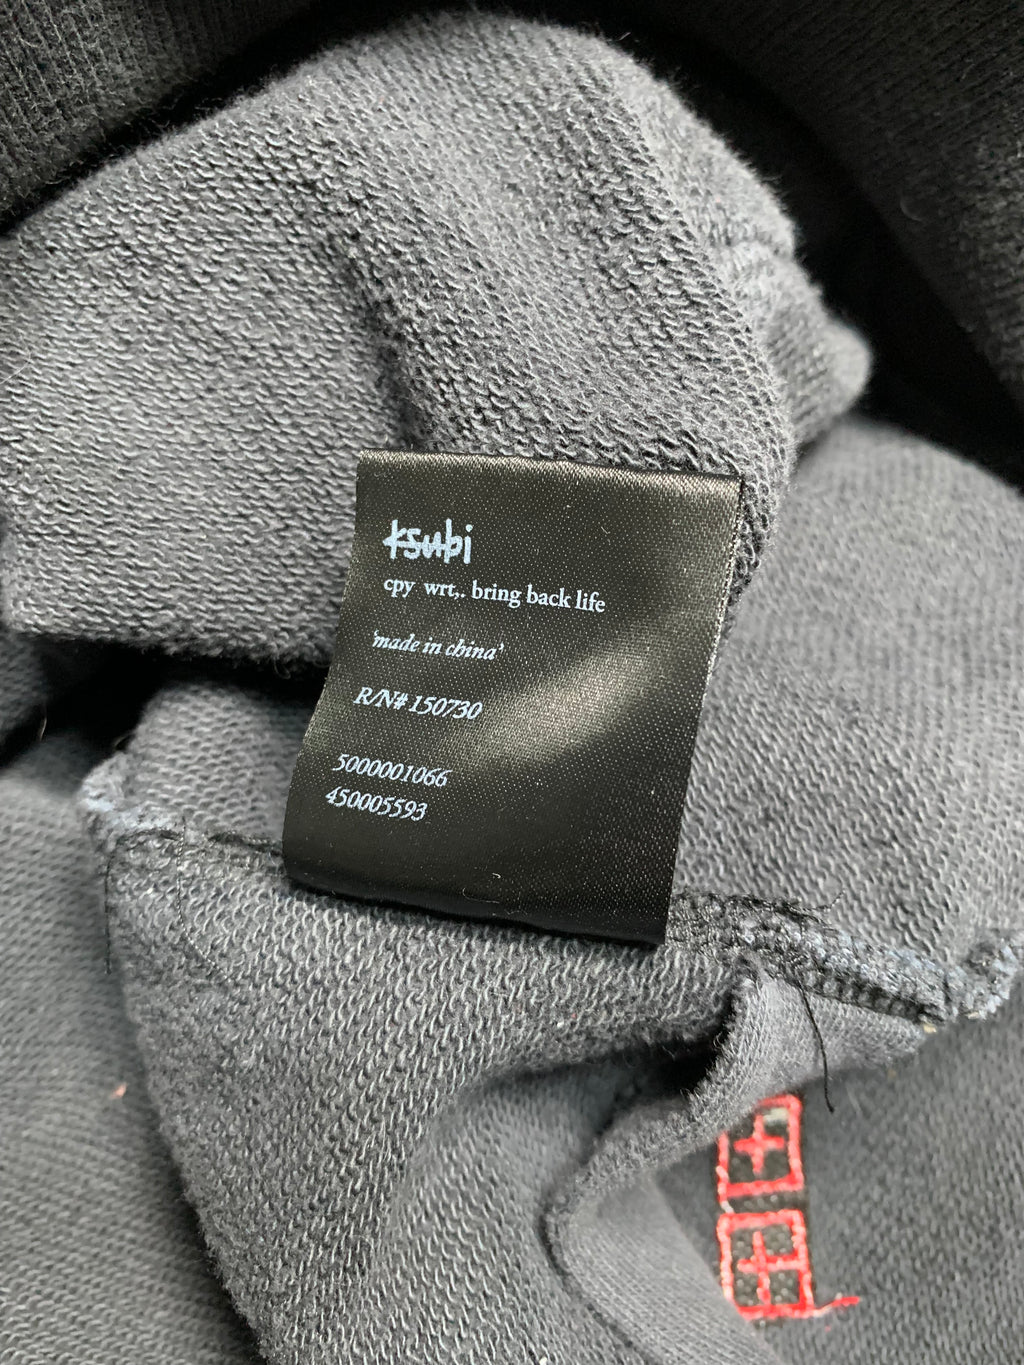 ksubi
cpy wrt,. bring back life
'made in china'
R/N# 150730
5000001066
450005593